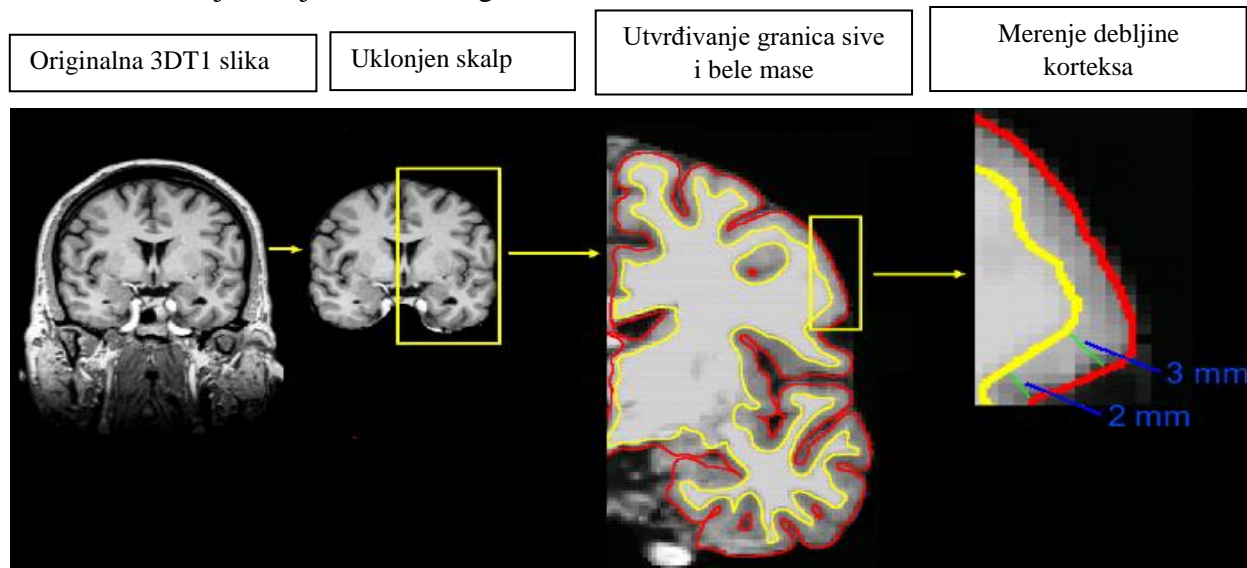 Originalna 3DT1 slika
Uklonjen skalp
Utvrđivanje granica sive
i bele mase
Merenje debljine
korteksa
3 mm
2 mm